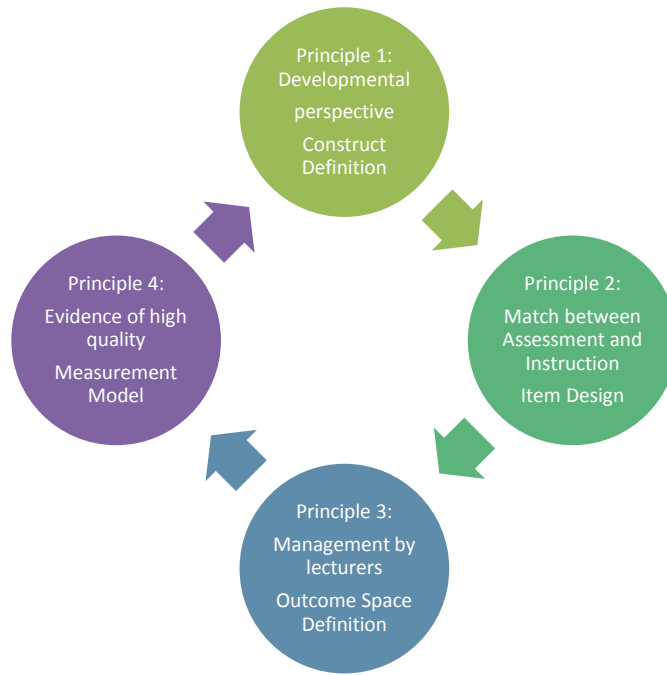 Principle 1:
Developmental
perspective
Construct
Definition
Principle 2:
Match between
Assessment and
Instruction
Item Design
Principle 3:
Management by
lecturers
Outcome Space
Definition
Principle 4:
Evidence of high
quality
Measurement
Model